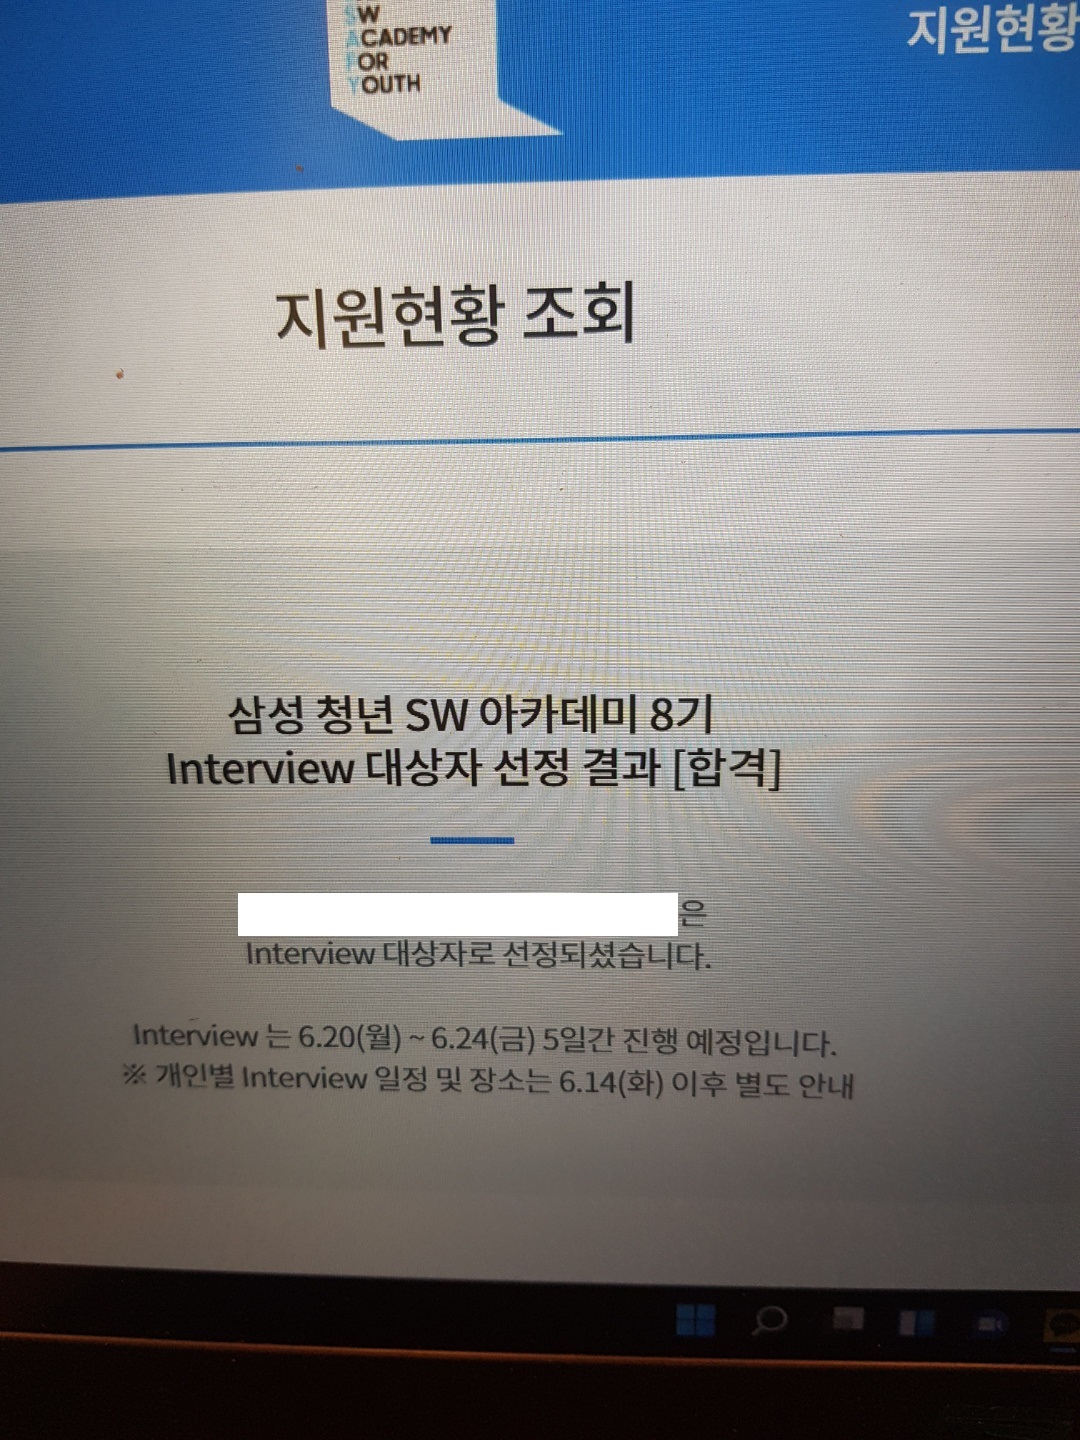 SW
ACADEMY
FOR
YOUTH
지원현황
지원현황 조회
삼성 청년 SW 아카데미 8기
Interview 대상자 선정 결과 [합격]
은
Interview 대상자로 선정되셨습니다.
Interview 는 6.20(월) ~ 6.24(금) 5일간 진행 예정입니다.
※ 개인별 Interview 일정 및 장소는 6.14(화) 이후 별도 안내